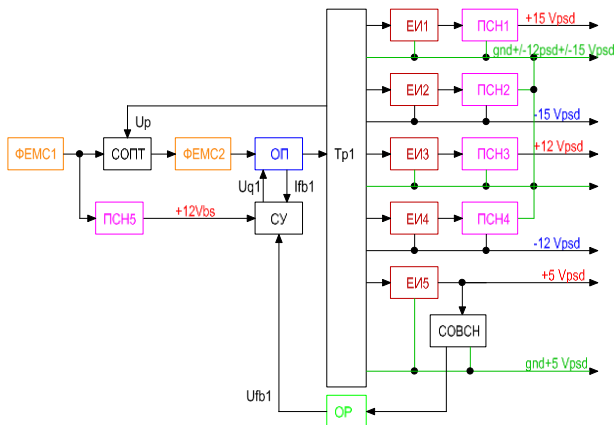 ЕИ1 ПСН1 +15 Vpsd
gnd+/-12psd+/-15 Vpsd
ЕИ2 ПСН2
Up -15 Vpsd
ФЕМС1 СОПТ ФЕМС2 ОП Тр1 ЕИ3 ПСН3 +12 Vpsd
Uq1 Ifb1
ПСН5 +12Vbs СУ ЕИ4 ПСН4
-12 Vpsd
ЕИ5 +5 Vpsd
СОВСН
gnd+5 Vpsd
Ufb1 ОР